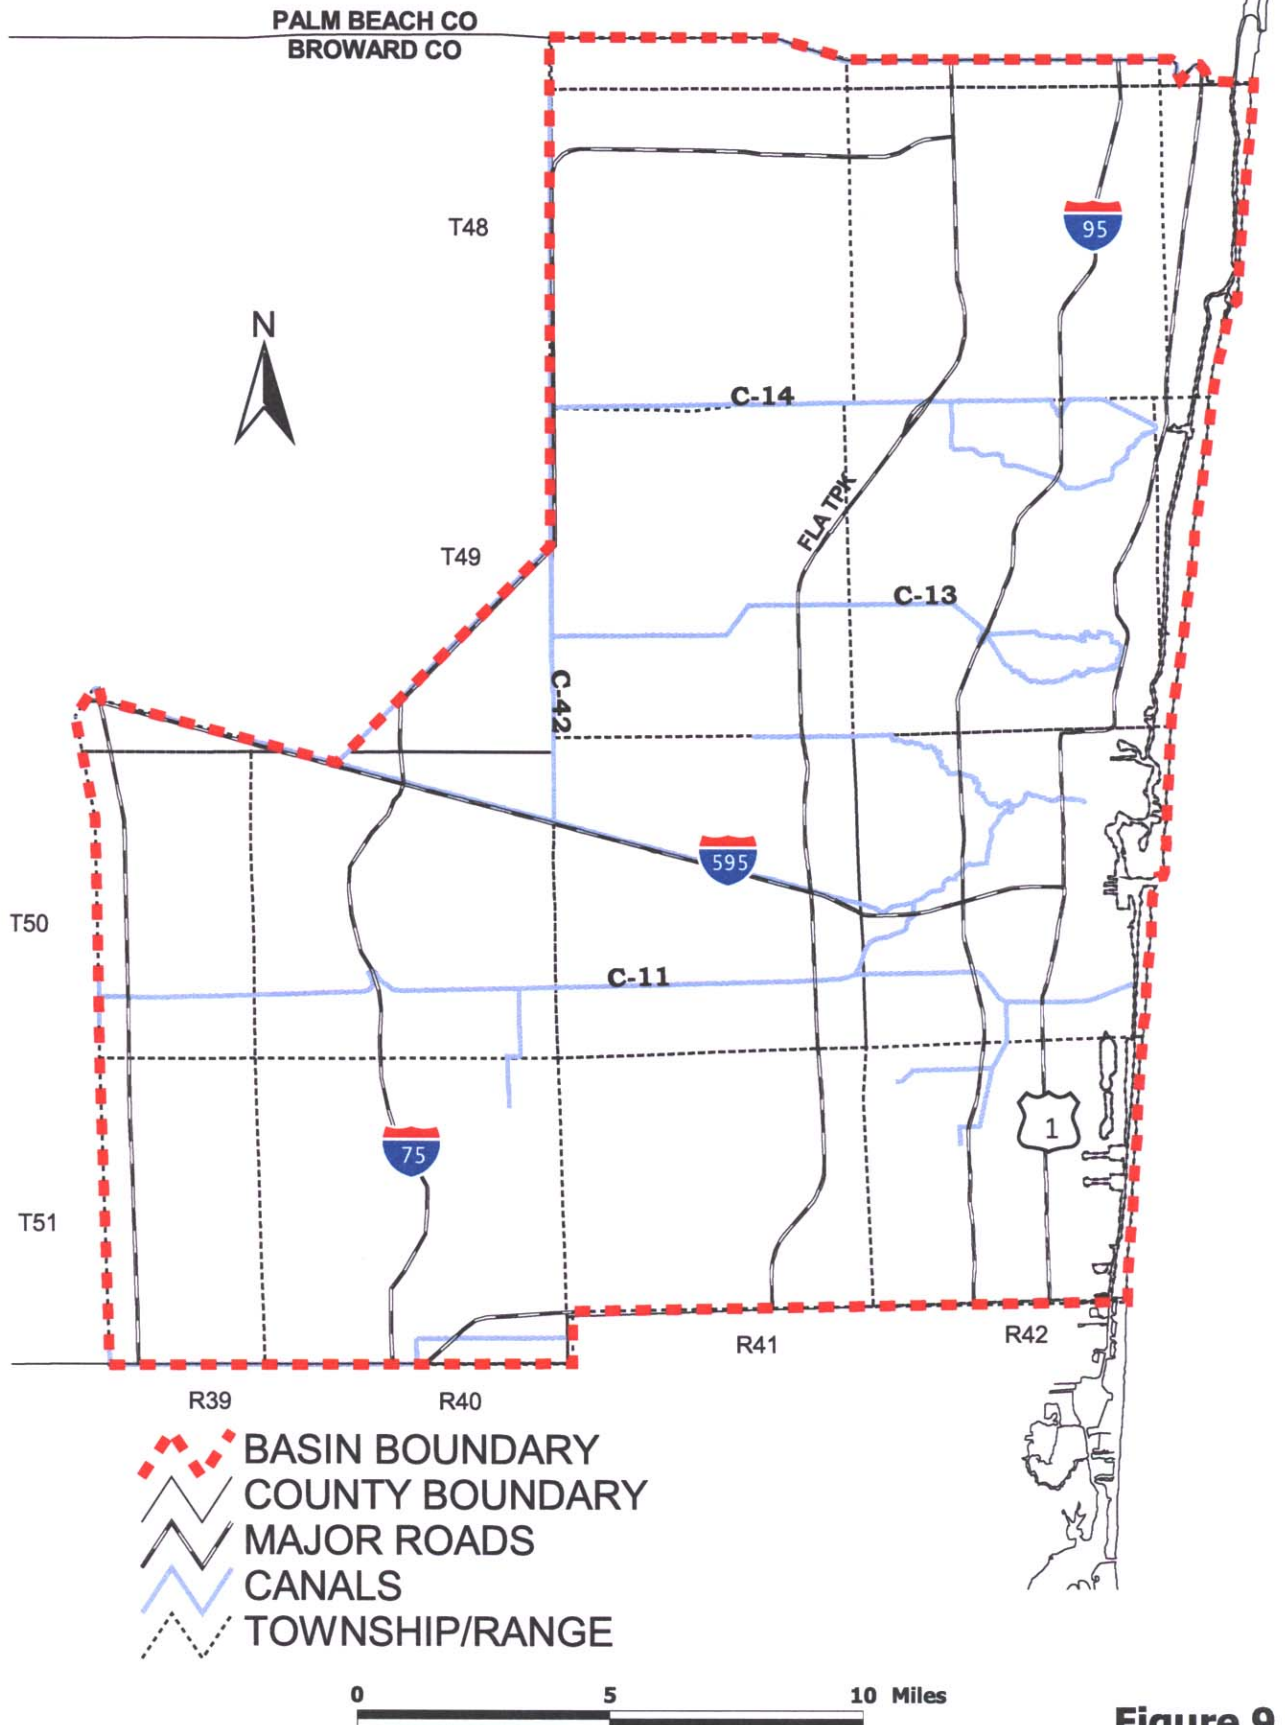 PALM BEACH CO
BROWARD CO
T48
95
N
C-14
FLA TPK
T49
C-13
C-42
595
T50
C-11
1
75
T51
R41
R42
R39
R40
BASIN BOUNDARY
COUNTY BOUNDARY
MAJOR ROADS
CANALS
TOWNSHIP/RANGE
0 5 10 Miles
Figure 9